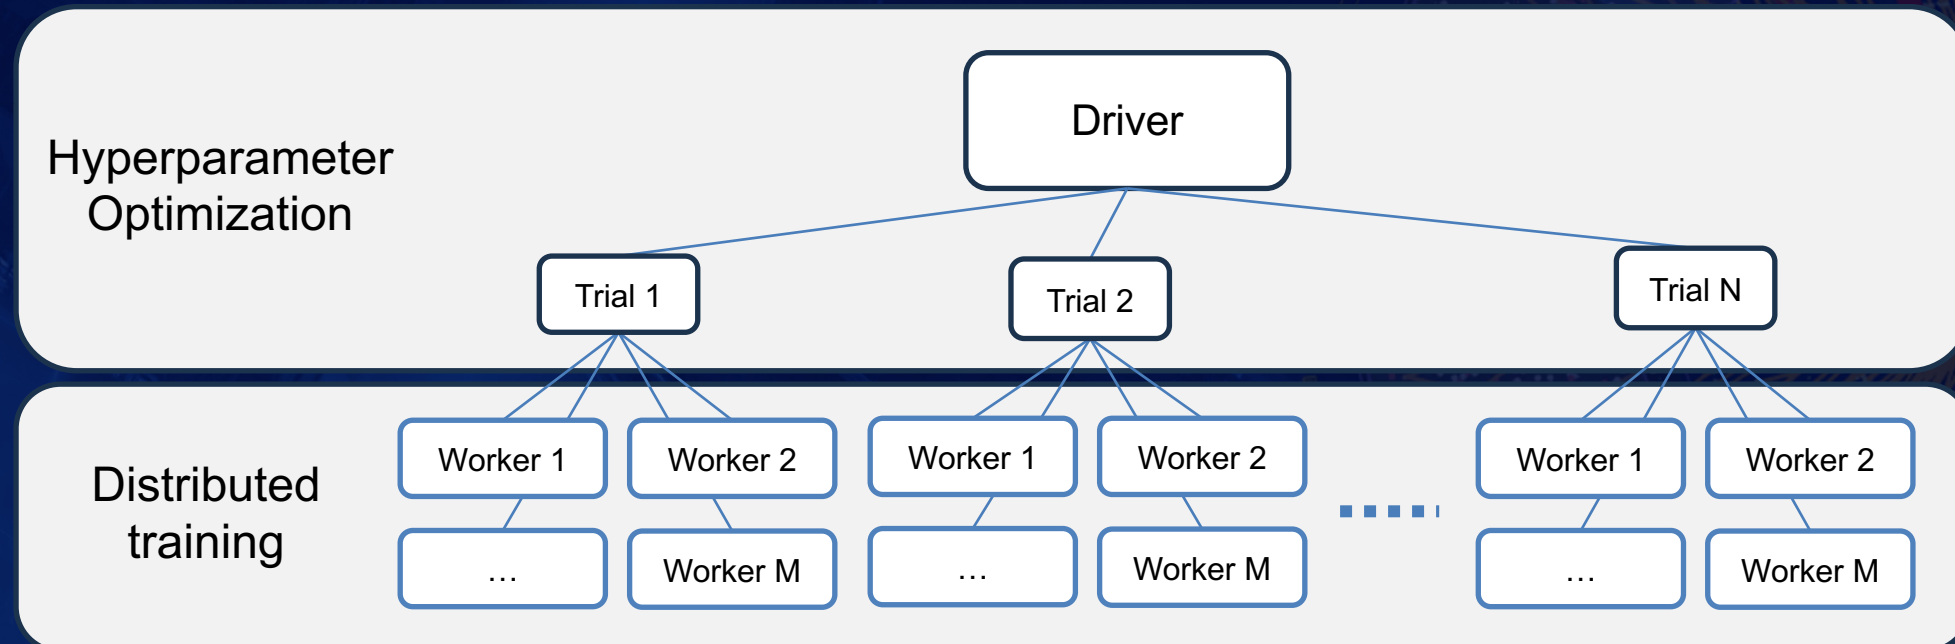 Hyperparameter
Optimization
Driver
Trial 1
Trial 2
Trial N
Distributed
training
Worker 1
Worker 2
Worker 1
Worker 2
Worker 1
Worker 2
…
Worker M
…
Worker M
…
Worker M